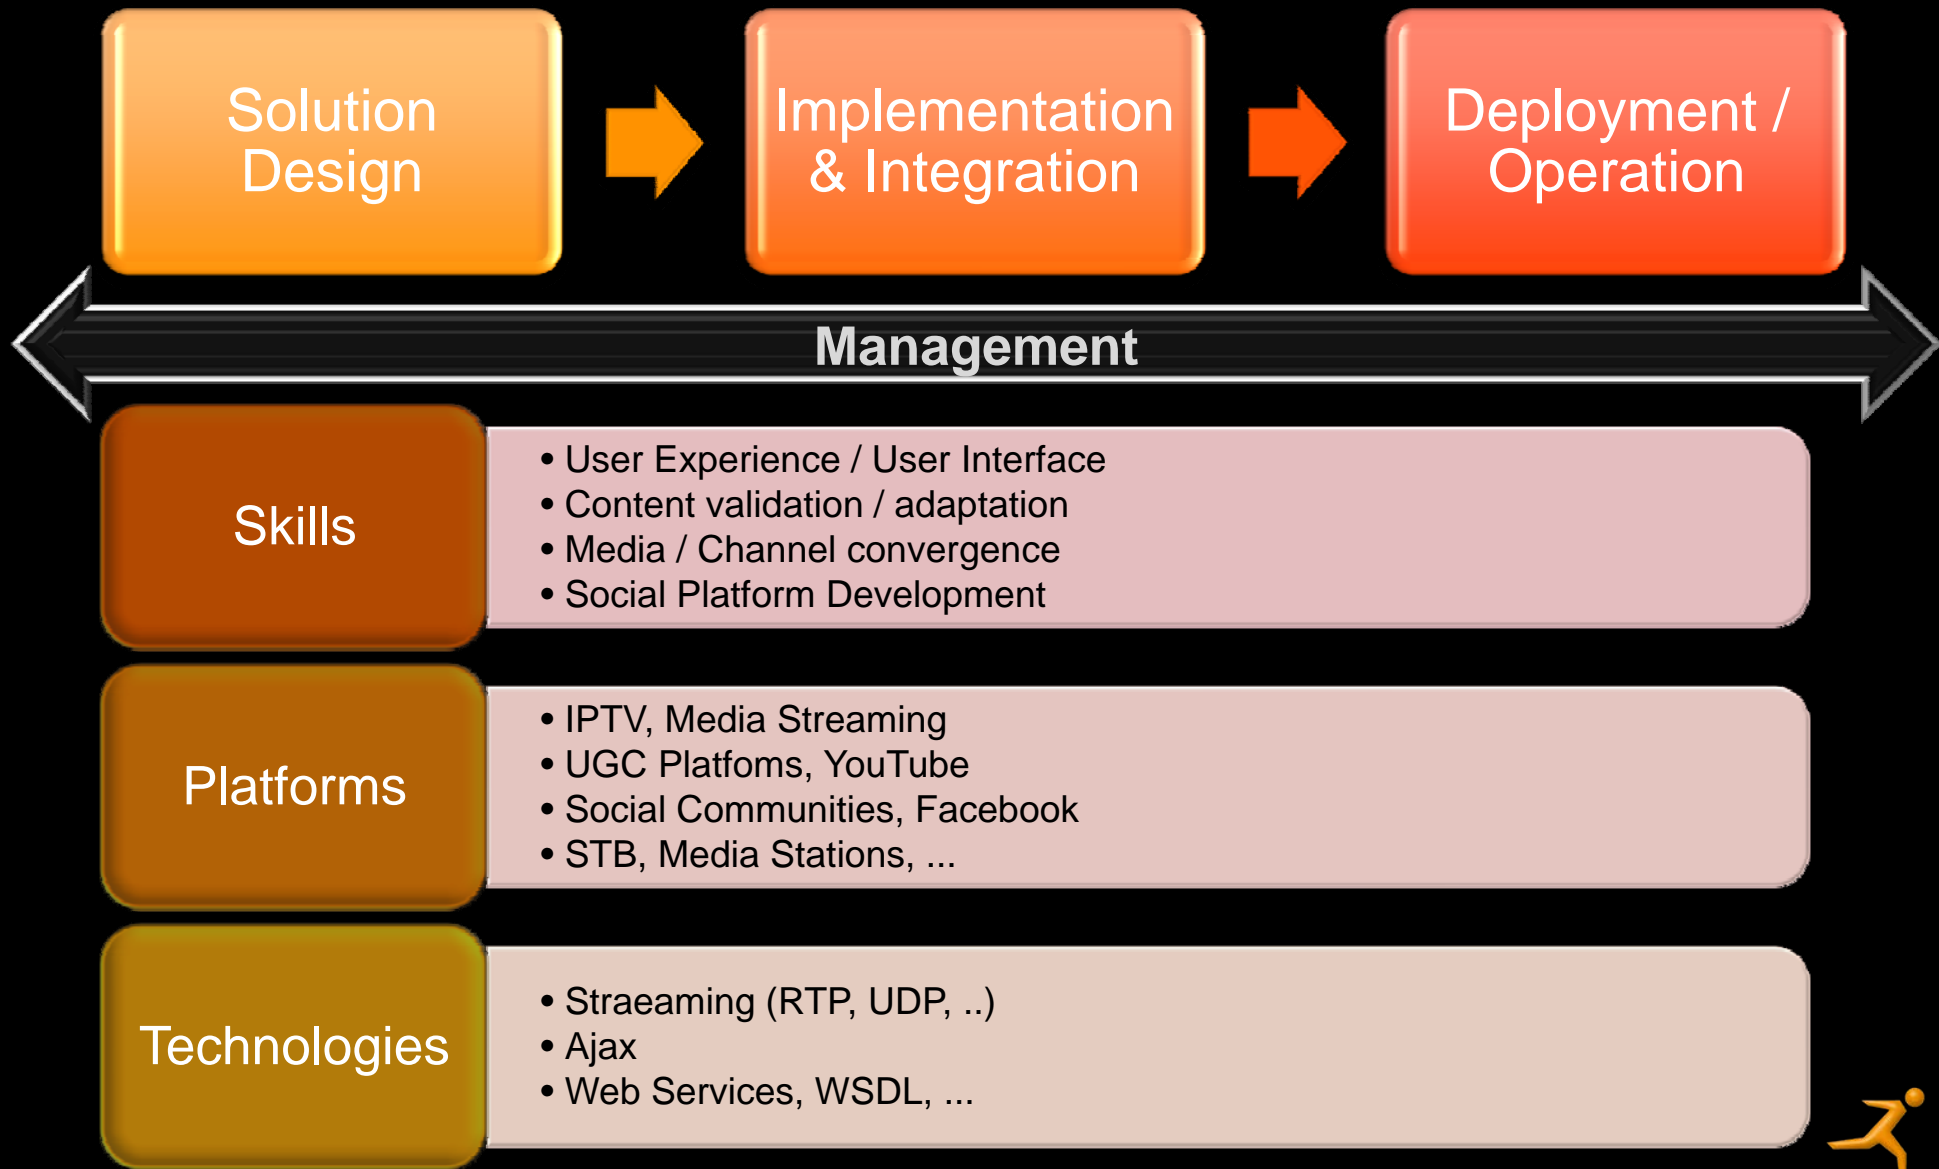 Solution
Design
Implementation
& Integration
Deployment /
Operation
Management
Skills
• User Experience / User Interface
• Content validation / adaptation
• Media / Channel convergence
• Social Platform Development
Platforms
• IPTV, Media Streaming
• UGC Platfoms, YouTube
• Social Communities, Facebook
• STB, Media Stations, ...
Technologies
• Straeaming (RTP, UDP, ..)
• Ajax
• Web Services, WSDL, ...